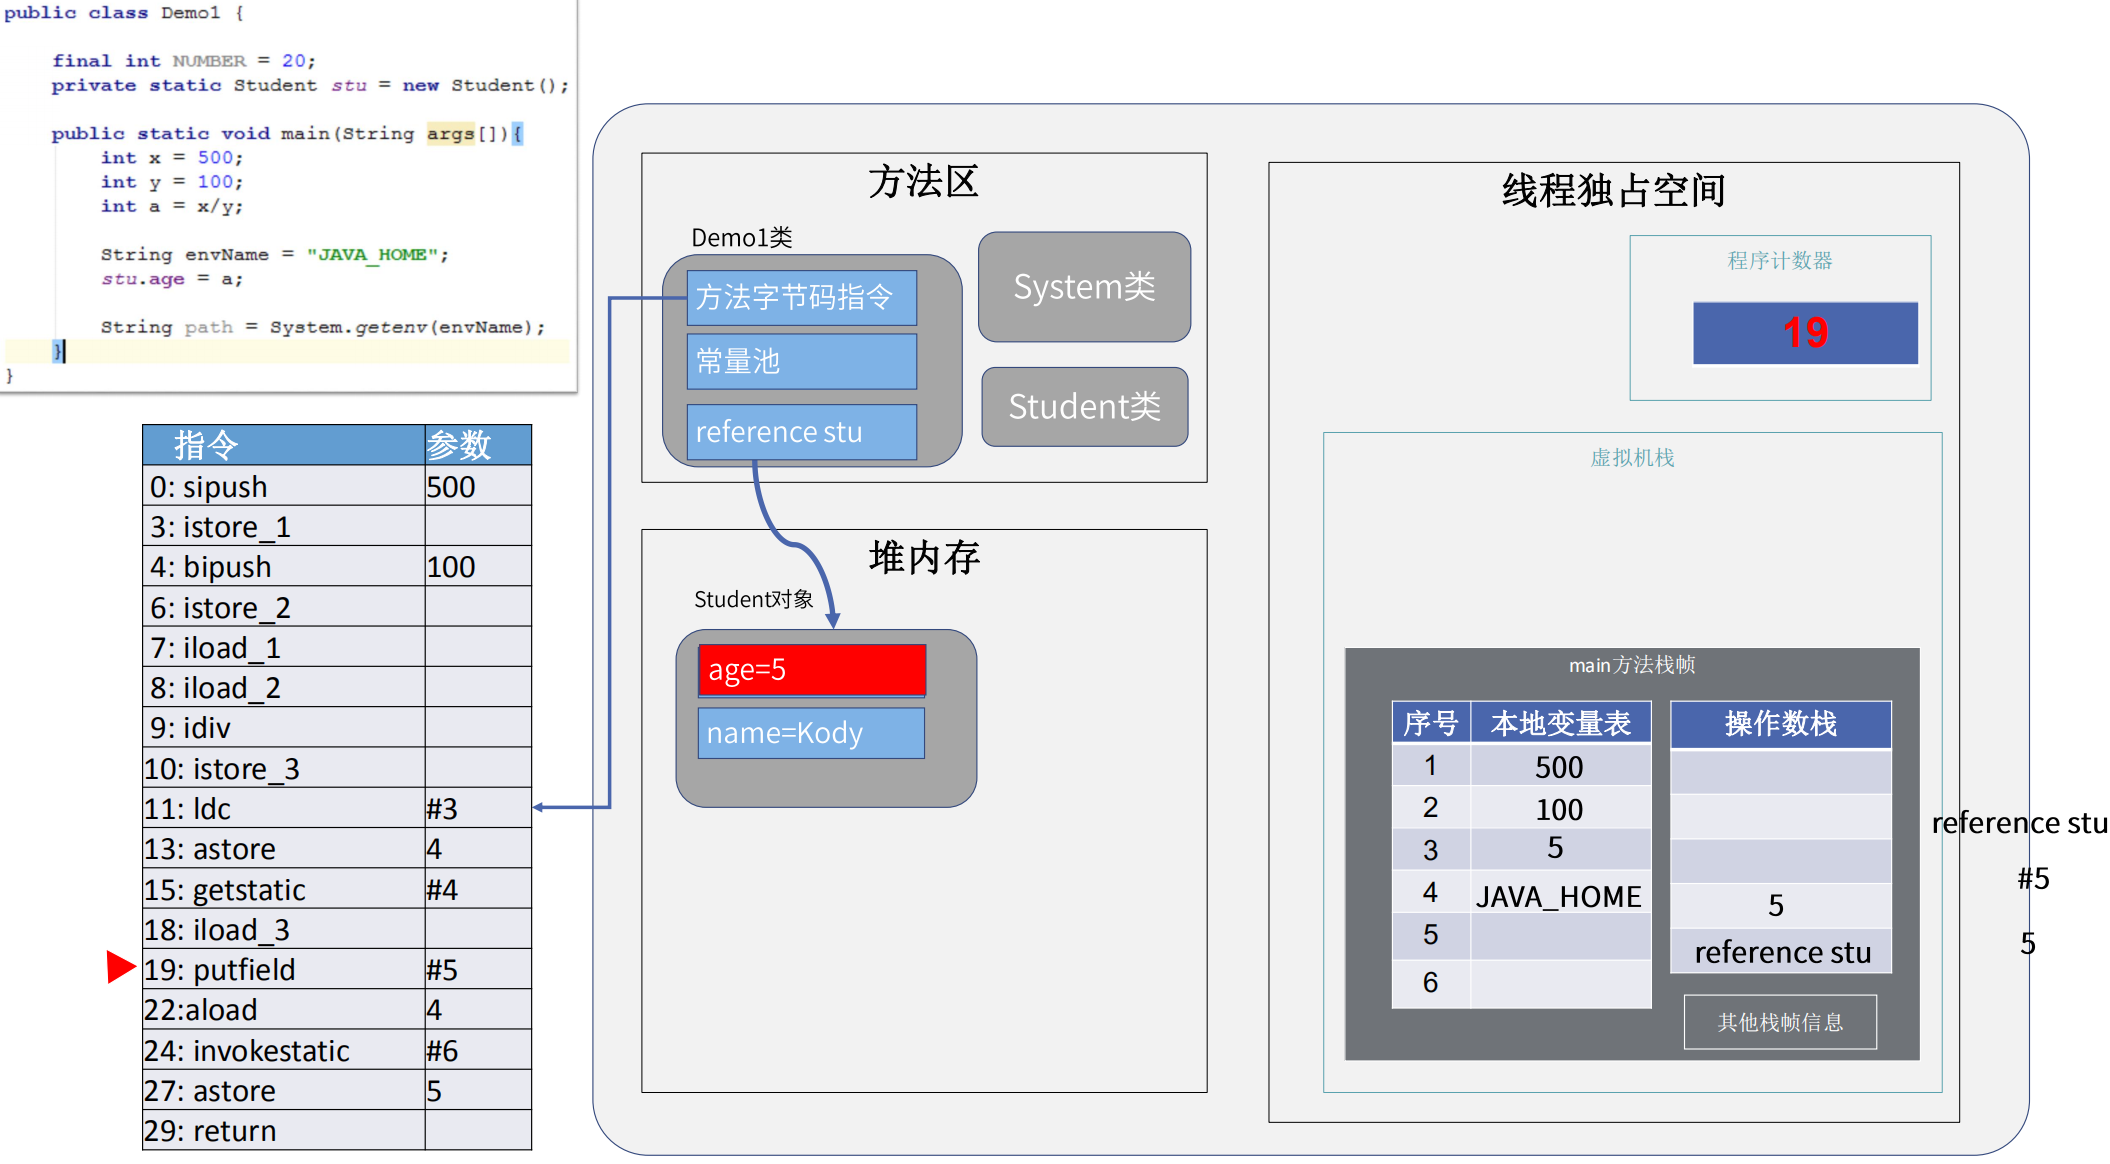 public class Demo1 {
final int NUMBER = 20;
private static Student stu = new Student();
public static void main(String args[]){
int x = 500;
int y = 100;
int a = x/y;
String envName = "JAVA_HOME";
stu.age = a;
String path = System.getenv(envName);
}
}
指令 参数
0: sipush 500
3: istore_1
4: bipush 100
6: istore_2
7: iload_1
8: iload_2
9: idiv
10: istore_3
11: ldc #3
13: astore 4
15: getstatic #4
18: iload_3
19: putfield #5
22:aload 4
24: invokestatic #6
27: astore 5
29: return
方法区
Demo1类
方法字节码指令
常量池
reference stu
System类
Student类
堆内存
Student对象
age=5
name=Kody
线程独占空间
程序计数器
19
虚拟机栈
main方法栈帧
序号 本地变量表
1 500
2 100
3 5
4 JAVA_HOME
5
6
操作数栈
5
reference stu
其他栈帧信息
reference stu
#5
5